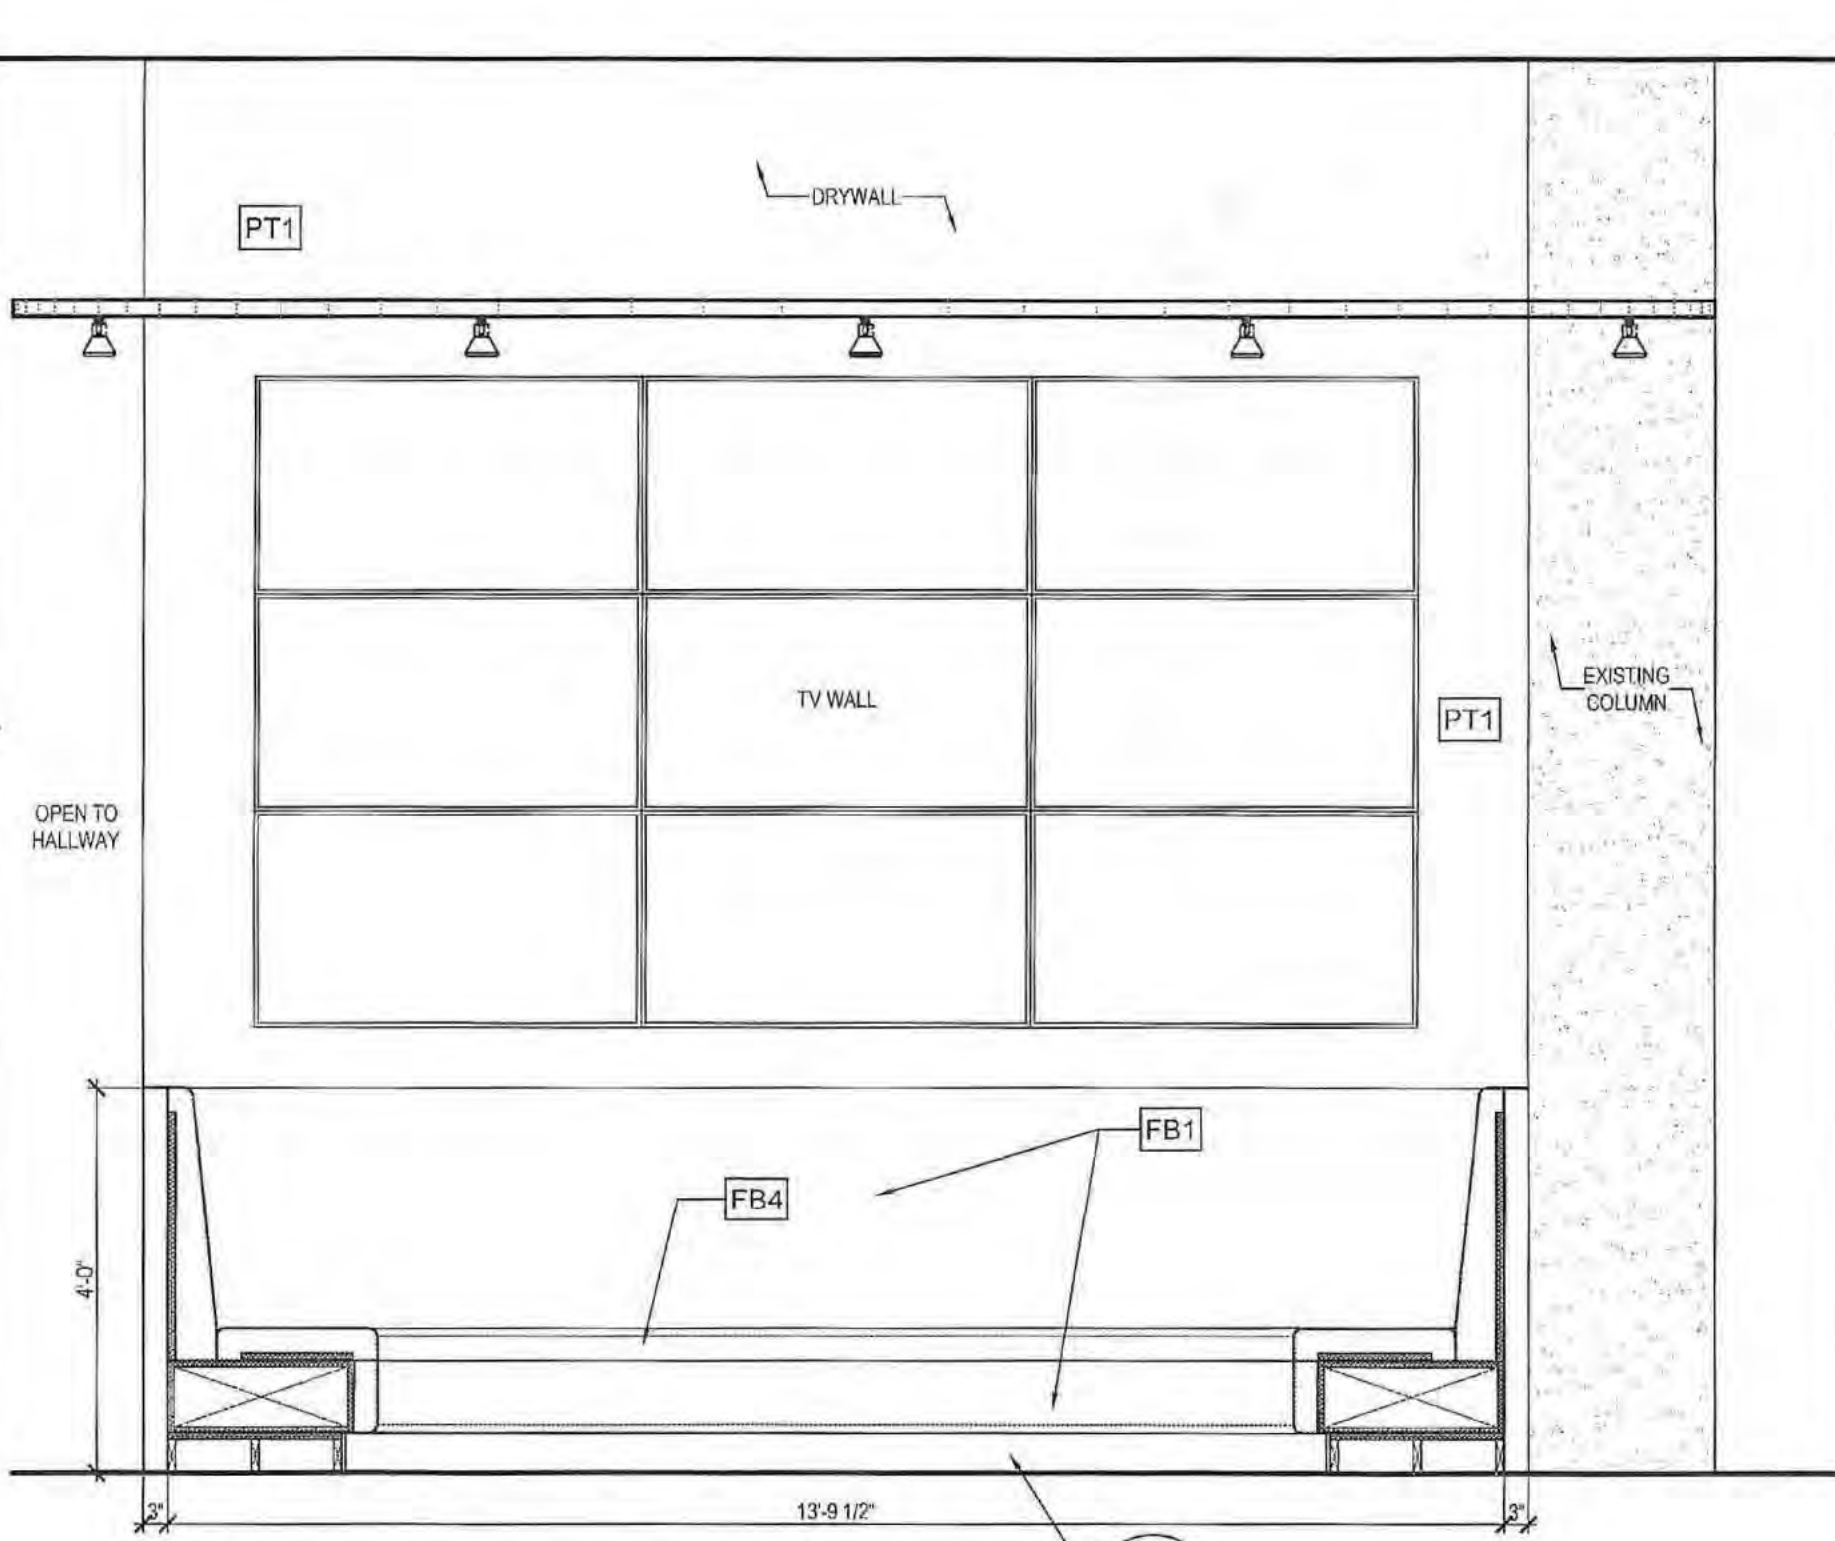 DRYWALL
PT1
TV WALL
EXISTING
COLUMN
PT1
OPEN TO
HALLWAY
FB1
FB4
4'-0"
3"
13'-9 1/2"
3"